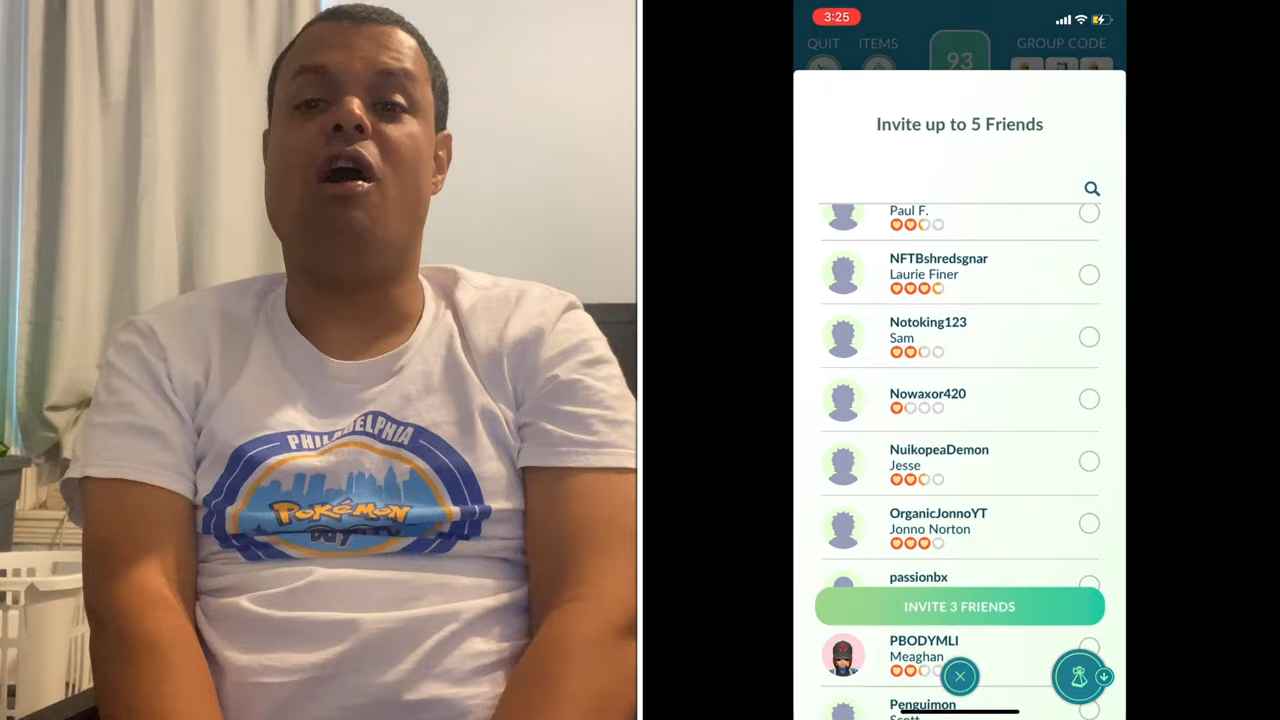 PHILADELPHIA
POKÉMON
3:25
QUIT
ITEMS
93
GROUP CODE
Invite up to 5 Friends
Paul F.
NFTBshredsgnar
Laurie Finer
Notoking123
Sam
Nowaxor420
NuikopeaDemon
Jesse
OrganicJonnoYT
Jonno Norton
passionbx
INVITE 3 FRIENDS
PBODYMLI
Meaghan
Penguimon
Scott